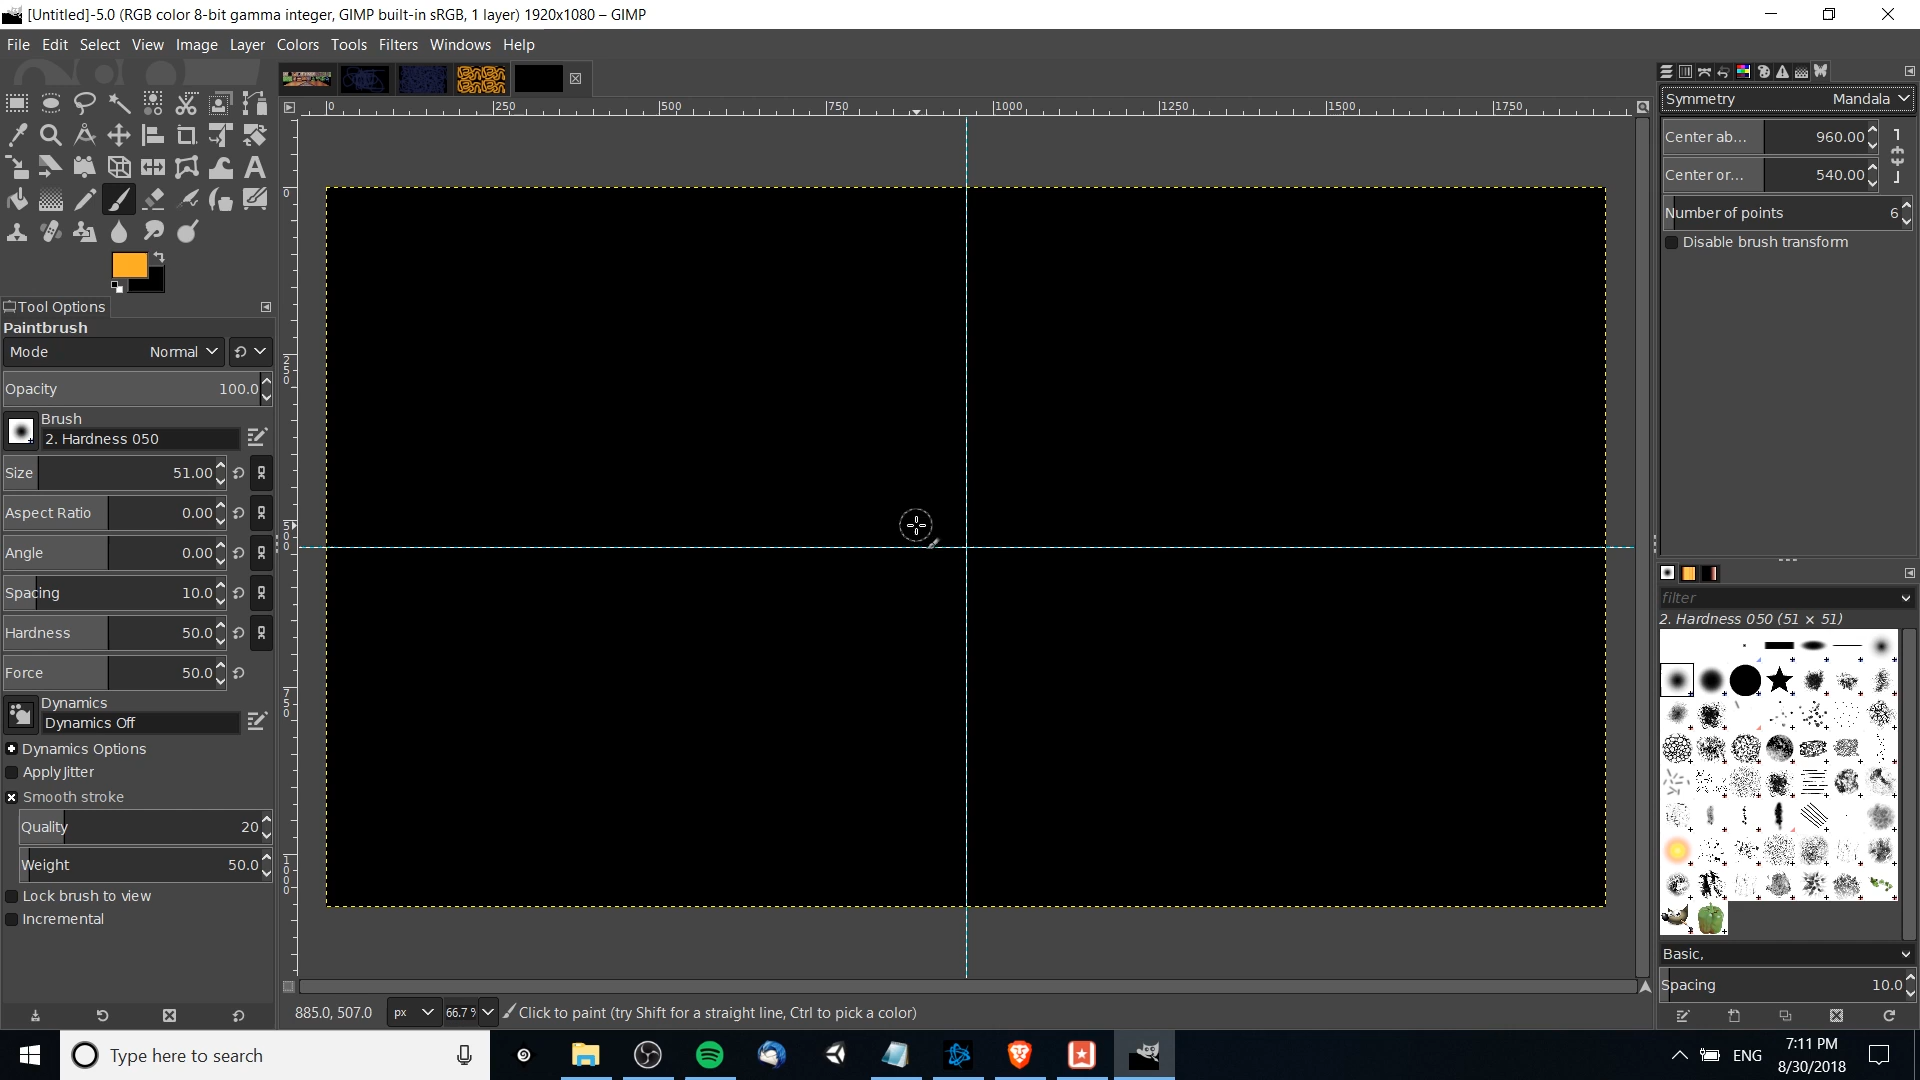 [Untitled]-5.0 (RGB color 8-bit gamma integer, GIMP built-in sRGB, 1 layer) 1920x1080 – GIMP
File Edit Select View Image Layer Colors Tools Filters Windows Help
0 250 500 750 1000 1250 1500 1750
0
250
500
750
1000
Tool Options
Paintbrush
Mode Normal
Opacity 100.0
Brush
2. Hardness 050
Size 51.00
Aspect Ratio 0.00
Angle 0.00
Spacing 10.0
Hardness 50.0
Force 50.0
Dynamics
Dynamics Off
Dynamics Options
Apply Jitter
Smooth stroke
Quality 20
Weight 50.0
Lock brush to view
Incremental
885.0, 507.0 px 66.7 % Click to paint (try Shift for a straight line, Ctrl to pick a color)
Symmetry Mandala
Center ab... 960.00
Center or... 540.00
Number of points 6
Disable brush transform
filter
2. Hardness 050 (51 × 51)
Basic,
Spacing 10.0
Type here to search
ENG
7:11 PM
8/30/2018